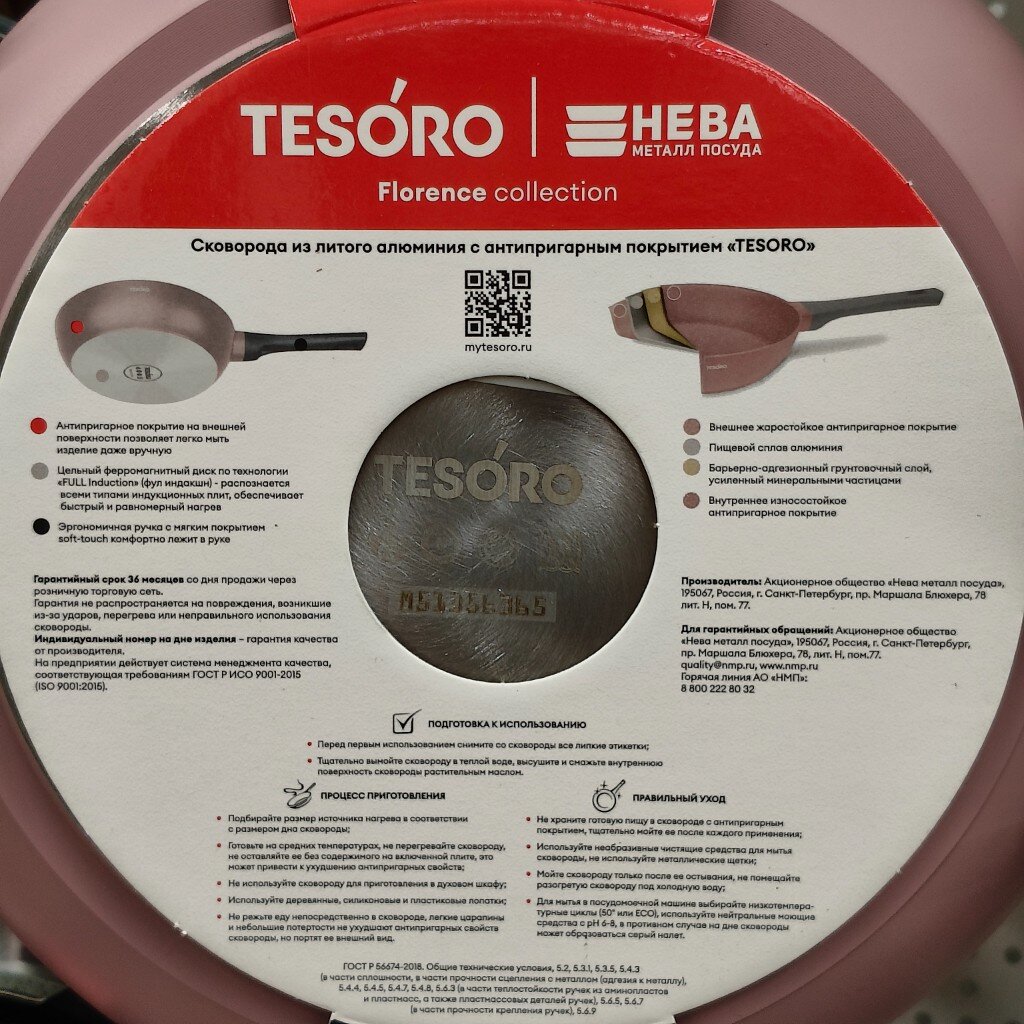 TESÓRO
НЕВА
МЕТАЛЛ ПОСУДА
Florence collection
Сковорода из литого алюминия с антипригарным покрытием «TESORO»
mytesoro.ru
Антипригарное покрытие на внешней
поверхности позволяет легко мыть
изделие даже вручную
Цельный ферромагнитный диск по технологии
«FULL Induction» (фул индакшн) - распознается
всеми типами индукционных плит, обеспечивает
быстрый и равномерный нагрев
Эргономичная ручка с мягким покрытием
soft-touch комфортно лежит в руке
Внешнее жаростойкое антипригарное покрытие
Пищевой сплав алюминия
Барьерно-адгезионный грунтовочный слой,
усиленный минеральными частицами
Внутреннее износостойкое
антипригарное покрытие
TESÓRO
MS1356365
Гарантийный срок 36 месяцев со дня продажи через
розничную торговую сеть.
Гарантия не распространяется на повреждения, возникшие
из-за ударов, перегрева или неправильного использования
сковороды.
Индивидуальный номер на дне изделия – гарантия качества
от производителя.
На предприятии действует система менеджмента качества,
соответствующая требованиям ГОСТ Р ИСО 9001-2015
(ISO 9001:2015).
Производитель: Акционерное общество «Нева металл посуда»,
195067, Россия, г. Санкт-Петербург, пр. Маршала Блюхера, 78
лит. Н, пом. 77.
Для гарантийных обращений: Акционерное общество
«Нева металл посуда», 195067, Россия, г. Санкт-Петербург,
пр. Маршала Блюхера, 78, лит. Н, пом.77.
quality@nmp.ru, www.nmp.ru
Горячая линия АО «НМП»:
8 800 222 80 32
ПОДГОТОВКА К ИСПОЛЬЗОВАНИЮ
• Перед первым использованием снимите со сковороды все липкие этикетки;
• Тщательно вымойте сковороду в теплой воде, высушите и смажьте внутреннюю
поверхность сковороды растительным маслом.
ПРОЦЕСС ПРИГОТОВЛЕНИЯ
• Подбирайте размер источника нагрева в соответствии
с размером дна сковороды;
• Готовьте на средних температурах, не перегревайте сковороду,
не оставляйте ее без содержимого на включенной плите, это
может привести к ухудшению антипригарных свойств;
• Не используйте сковороду для приготовления в духовом шкафу;
• Используйте деревянные, силиконовые и пластиковые лопатки;
• Не режьте еду непосредственно в сковороде, легкие царапины
и небольшие потертости не ухудшают антипригарных свойств
сковороды, но портят ее внешний вид.
ПРАВИЛЬНЫЙ УХОД
• Не храните готовую пищу в сковороде с антипригарным
покрытием, тщательно мойте ее после каждого применения;
• Используйте неабразивные чистящие средства для мытья
сковороды, не используйте металлические щетки;
• Мойте сковороду только после ее остывания, не помещайте
разогретую сковороду под холодную воду;
• Для мытья в посудомоечной машине выбирайте низкотемпера-
турные циклы (50° или ECO), используйте нейтральные моющие
средства с pH 6-8, в противном случае на дне сковороды
может образоваться серый налет.
ГОСТ Р 56674-2018. Общие технические условия, 5.2, 5.3.1, 5.3.5, 5.4.3
(в части сплошности, в части прочности сцепления с металлом (адгезия к металлу),
5.4.4, 5.4.5, 5.4.7, 5.4.8, 5.6.3 (в части теплостойкости ручек из аминопластов
и пластмасс, а также пластмассовых деталей ручек), 5.6.5, 5.6.7
(в части прочности крепления ручек), 5.6.9